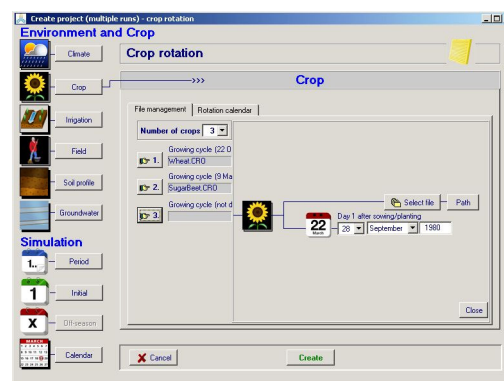 Create project (multiple runs) - crop rotation
Environment and Crop
Climate
Crop rotation
Crop
>>>
Crop
File management
Rotation calendar
Number of crops 3
Irrigation
Growing cycle (22 O
1. Wheat.CRO
Field
Growing cycle (9 Ma
2. SugarBeet.CRO
Soil profile
Growing cycle (not d
3.
Select file
Path
Groundwater
Day 1 after sowing/planting
22
March
28 September 1980
Simulation
1.. Period
1 Initial
Close
X Off-season
MARCH
Calendar
Cancel
Create